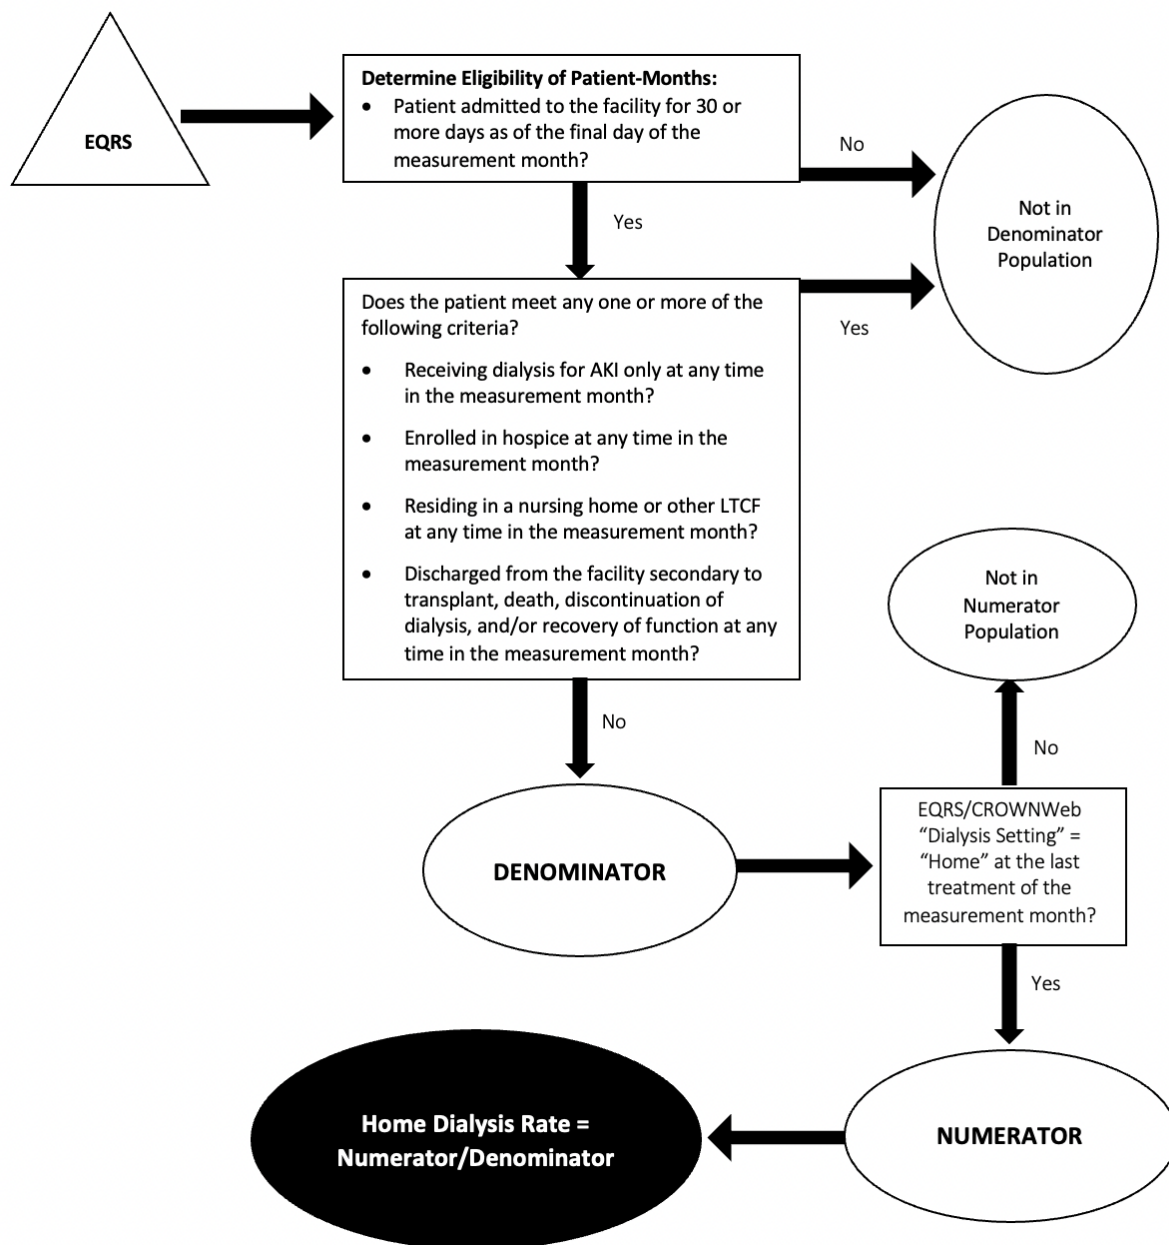 EQRS
Determine Eligibility of Patient-Months:
• Patient admitted to the facility for 30 or
more days as of the final day of the
measurement month?
No
Not in
Denominator
Population
Yes
Does the patient meet any one or more of the
following criteria?
Yes
• Receiving dialysis for AKI only at any time
in the measurement month?
• Enrolled in hospice at any time in the
measurement month?
• Residing in a nursing home or other LTCF
at any time in the measurement month?
• Discharged from the facility secondary to
transplant, death, discontinuation of
dialysis, and/or recovery of function at any
time in the measurement month?
Not in
Numerator
Population
No
No
DENOMINATOR
EQRS/CROWNWeb
“Dialysis Setting” =
“Home” at the last
treatment of the
measurement month?
Yes
NUMERATOR
Home Dialysis Rate =
Numerator/Denominator